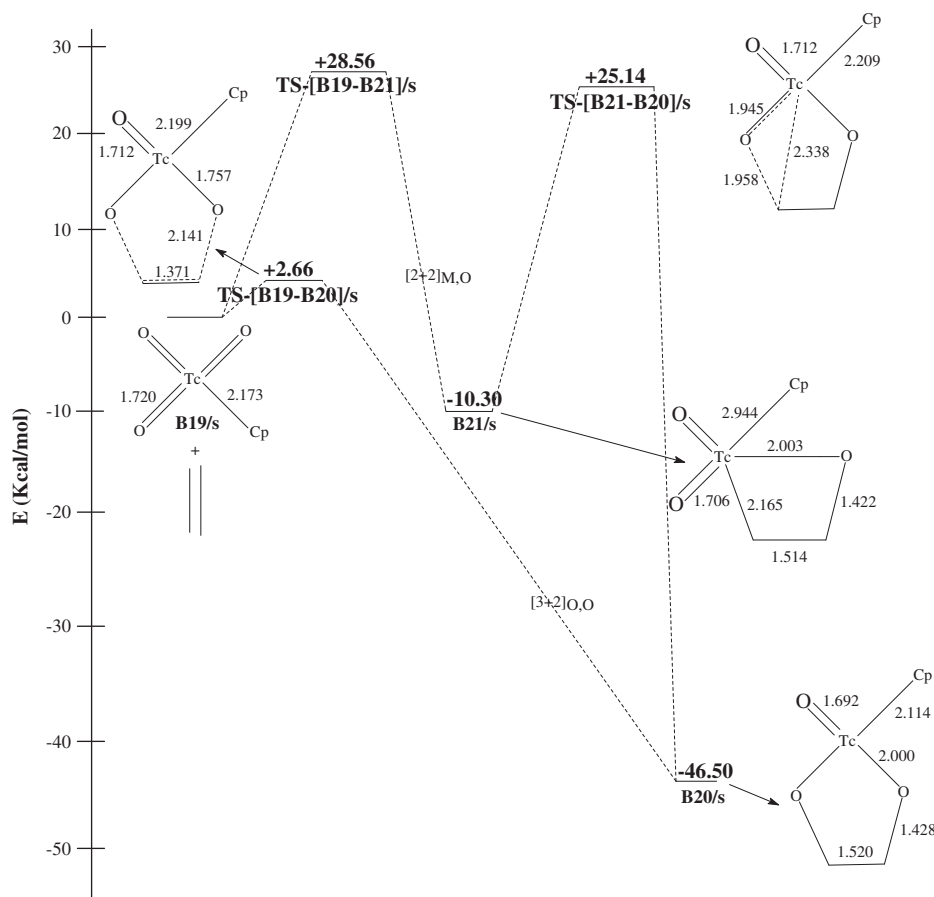 30
20
10
0
-10
-20
-30
-40
-50
E (Kcal/mol)
+28.56
TS-[B19-B21]/s
+25.14
TS-[B21-B20]/s
+2.66
TS-[B19-B20]/s
[2+2]M,O
[3+2]O,O
-10.30
B21/s
-46.50
B20/s
Cp
O
2.199
1.712
Tc
1.757
O
O
2.141
1.371
O
O
1.720
Tc
2.173
O
B19/s
Cp
+
Cp
O
1.712
2.209
Tc
1.945
O
O
2.338
1.958
Cp
O
2.944
Tc
2.003
O
O
1.706
2.165
1.422
1.514
Cp
O
1.692
2.114
Tc
2.000
O
O
1.428
1.520